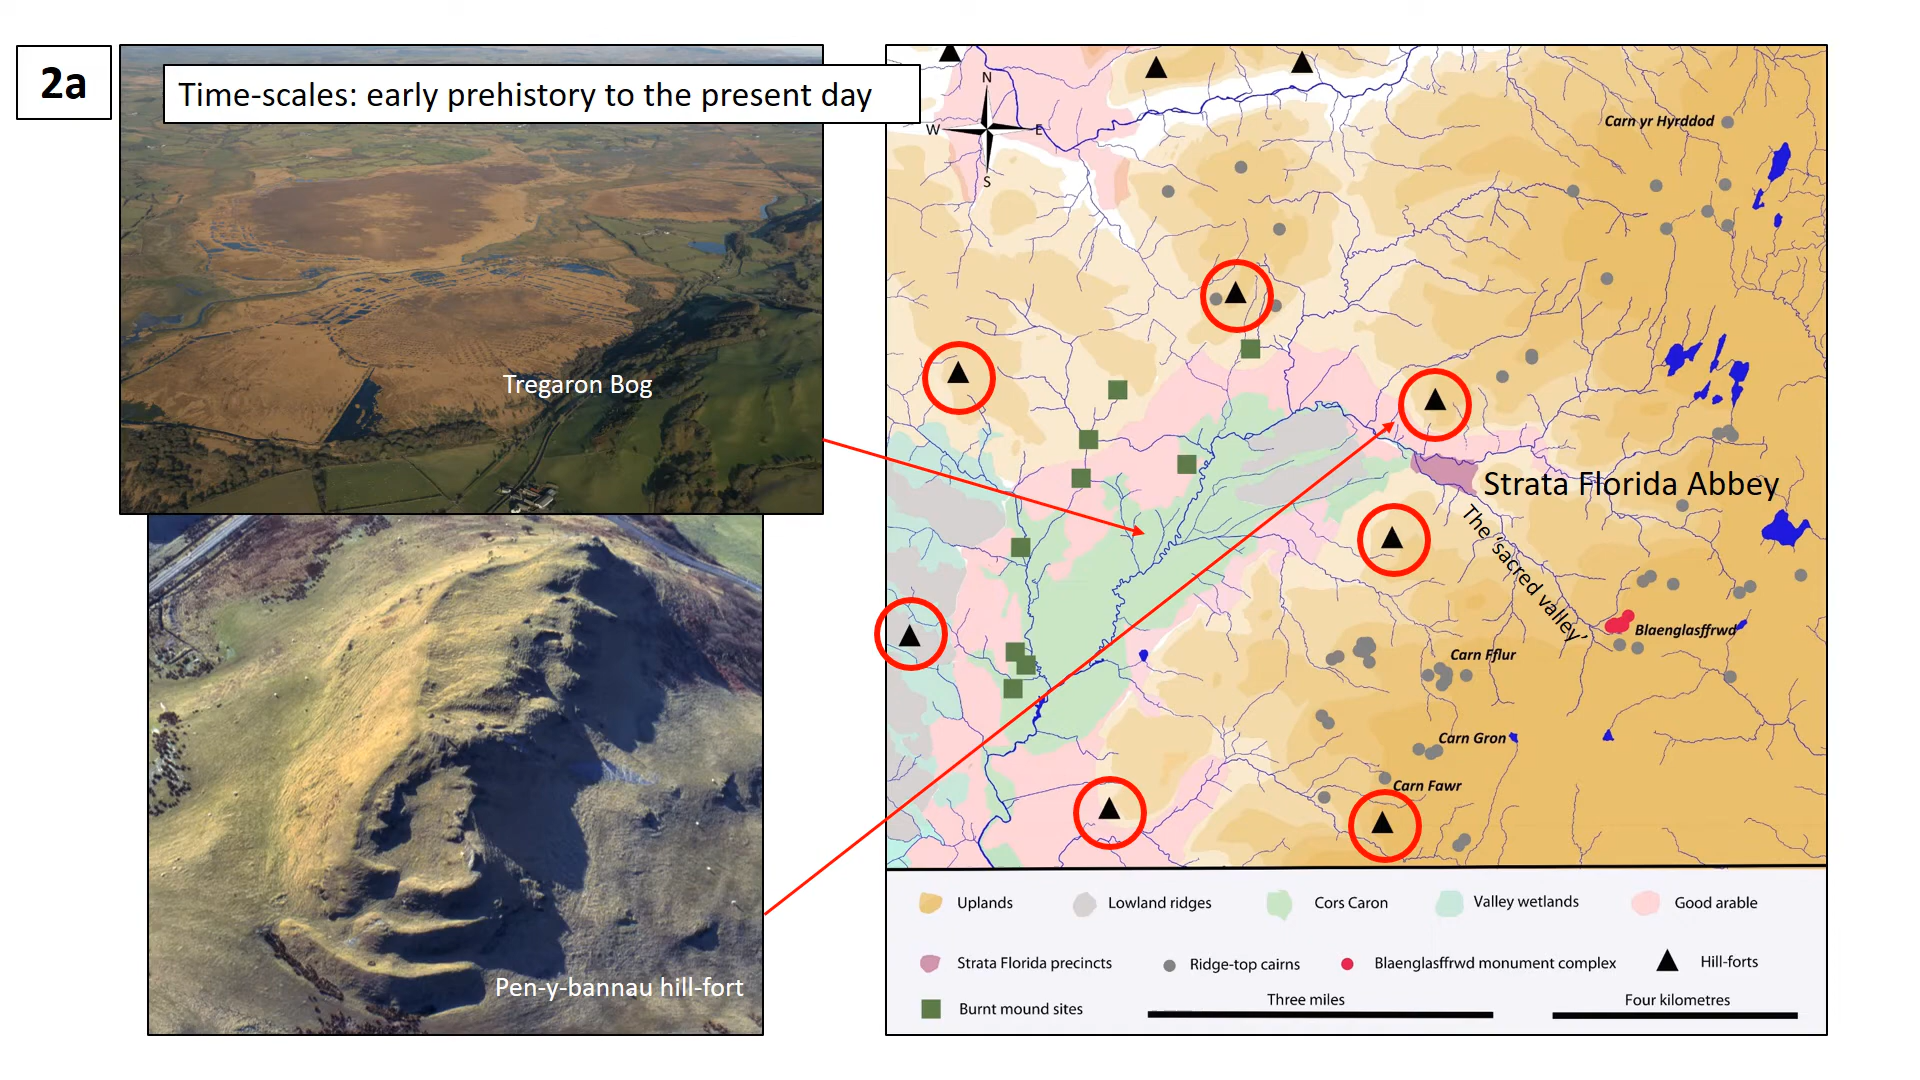 2a
Time-scales: early prehistory to the present day
Tregaron Bog
Pen-y-bannau hill-fort
N
W
E
S
Carn yr Hyrddod
Strata Florida Abbey
The 'sacred valley'
Blaenglasffrwd
Carn Fflur
Carn Gron
Carn Fawr
Uplands
Lowland ridges
Cors Caron
Valley wetlands
Good arable
Strata Florida precincts
Ridge-top cairns
Blaenglasffrwd monument complex
Hill-forts
Burnt mound sites
Three miles
Four kilometres